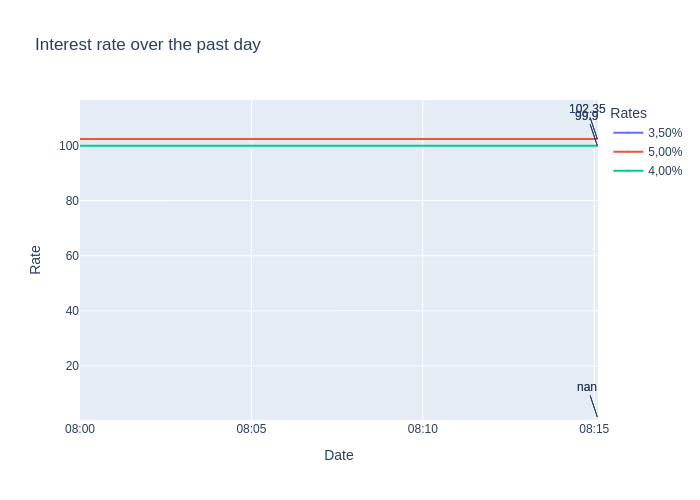 Interest rate over the past day
102.35
99.9
Rates
3,50%
5,00%
4,00%
100
80
60
40
20
Rate
nan
08:00
08:05
08:10
08:15
Date